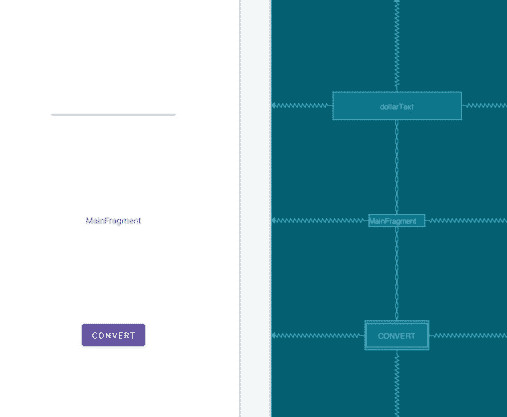 MainFragment
CONVERT
dollarText
MainFragment
CONVERT